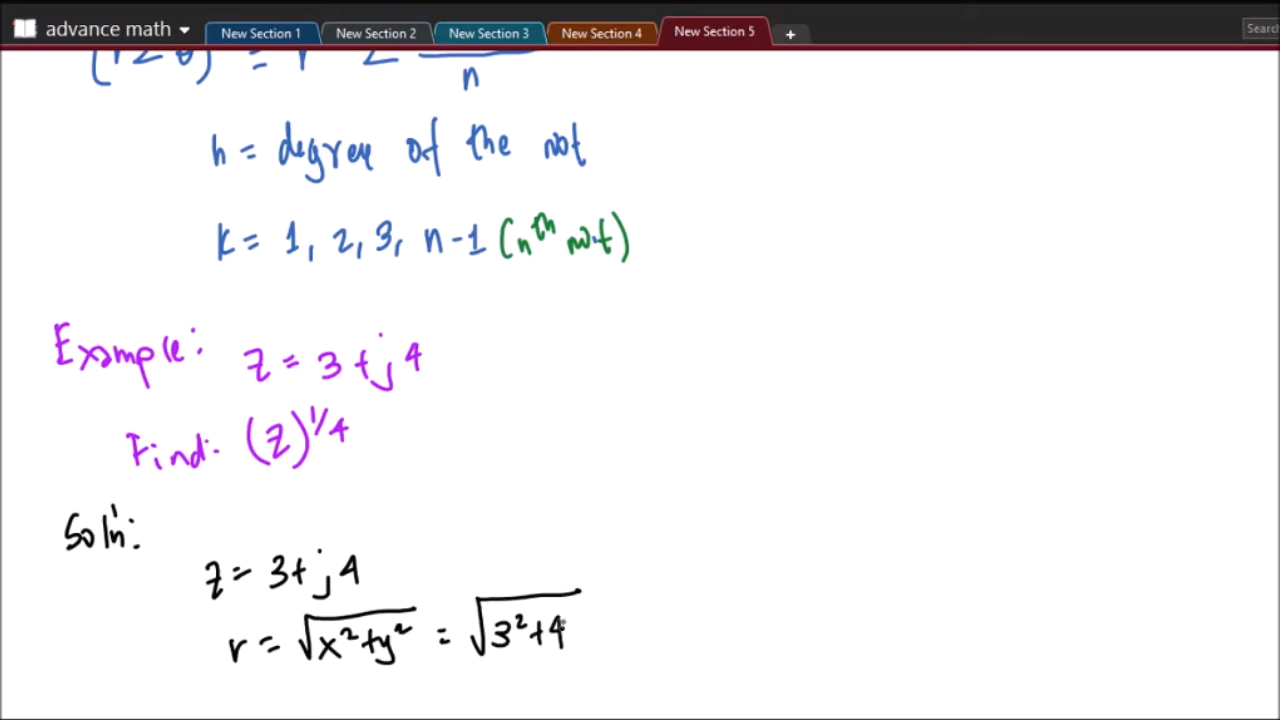 advance math
New Section 1 New Section 2 New Section 3 New Section 4 New Section 5 +
Search
(r∠θ) = r ∠ n
n = degree of the root
k = 1, 2, 3, n-1 (nth root)
Example: z = 3+j4
Find: (z)^1/4
Sol'n:
z = 3+j4
r = √x²+y² = √3²+4